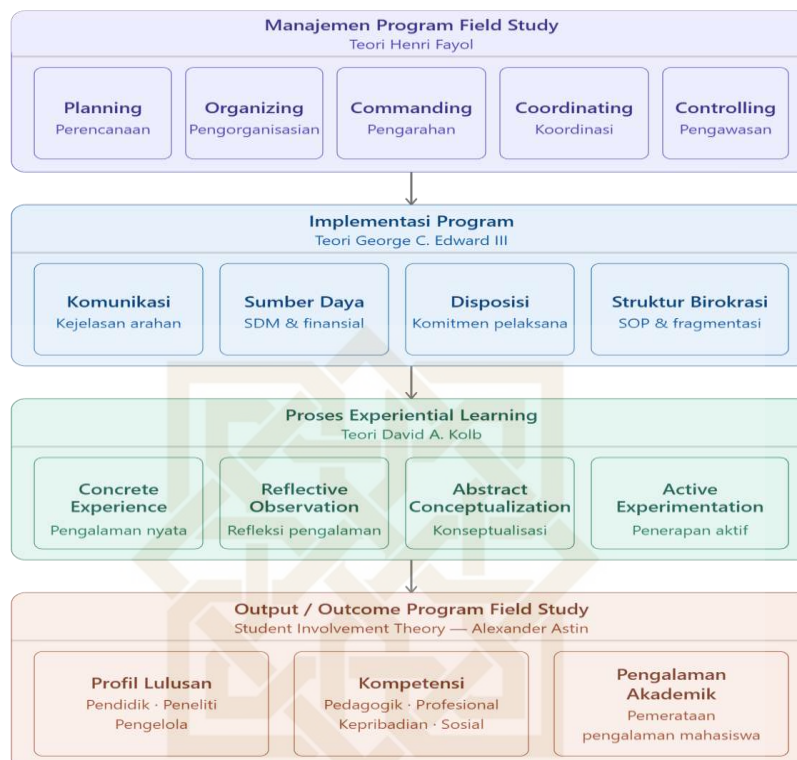 Manajemen Program Field Study
Teori Henri Fayol
Planning
Perencanaan
Organizing
Pengorganisasian
Commanding
Pengarahan
Coordinating
Koordinasi
Controlling
Pengawasan
Implementasi Program
Teori George C. Edward III
Komunikasi
Kejelasan arahan
Sumber Daya
SDM & finansial
Disposisi
Komitmen pelaksana
Struktur Birokrasi
SOP & fragmentasi
Proses Experiential Learning
Teori David A. Kolb
Concrete
Experience
Pengalaman nyata
Reflective
Observation
Refleksi pengalaman
Abstract
Conceptualization
Konseptualisasi
Active
Experimentation
Penerapan aktif
Output / Outcome Program Field Study
Student Involvement Theory — Alexander Astin
Profil Lulusan
Pendidik · Peneliti
Pengelola
Kompetensi
Pedagogik · Profesional
Kepribadian · Sosial
Pengalaman
Akademik
Pemerataan
pengalaman mahasiswa